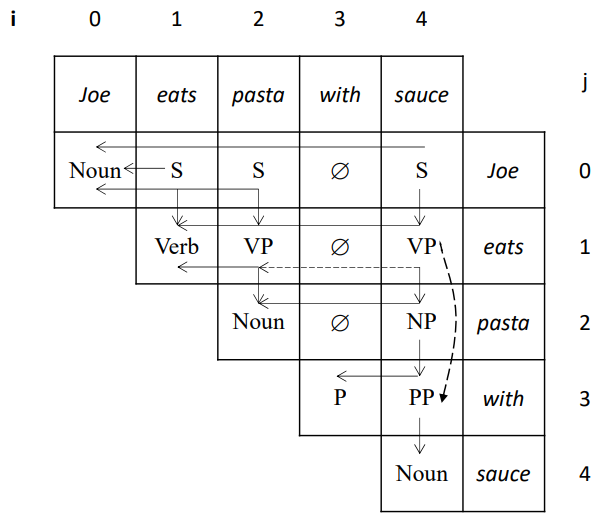 i 0 1 2 3 4
j
Joe eats pasta with sauce
Noun S S ∅ S Joe 0
Verb VP ∅ VP eats 1
Noun ∅ NP pasta 2
P PP with 3
Noun sauce 4